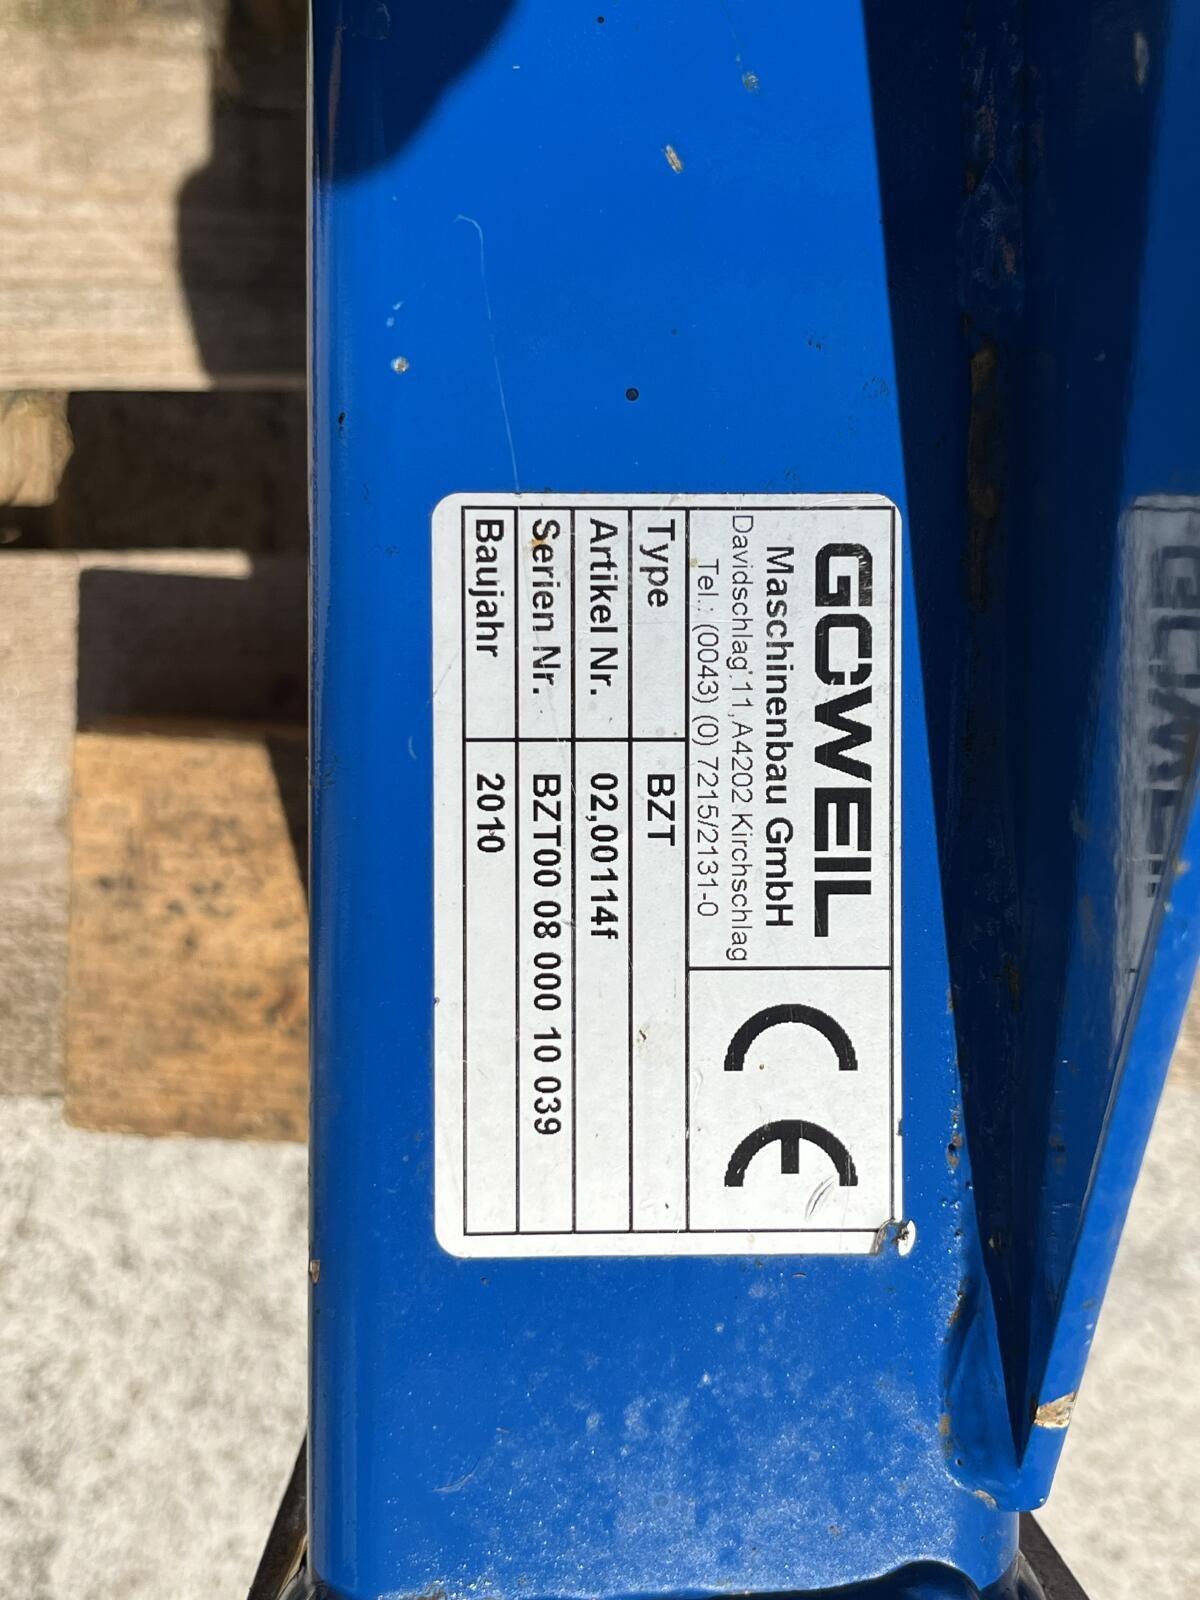 GÖWEIL
Maschinenbau GmbH
Davidschlag 11, A4202 Kirchschlag
Tel.: (0043) (0) 7215/2131-0
CE
Type BZT
Artikel Nr. 02,00114f
Serien Nr. BZT00 08 000 10 039
Baujahr 2010